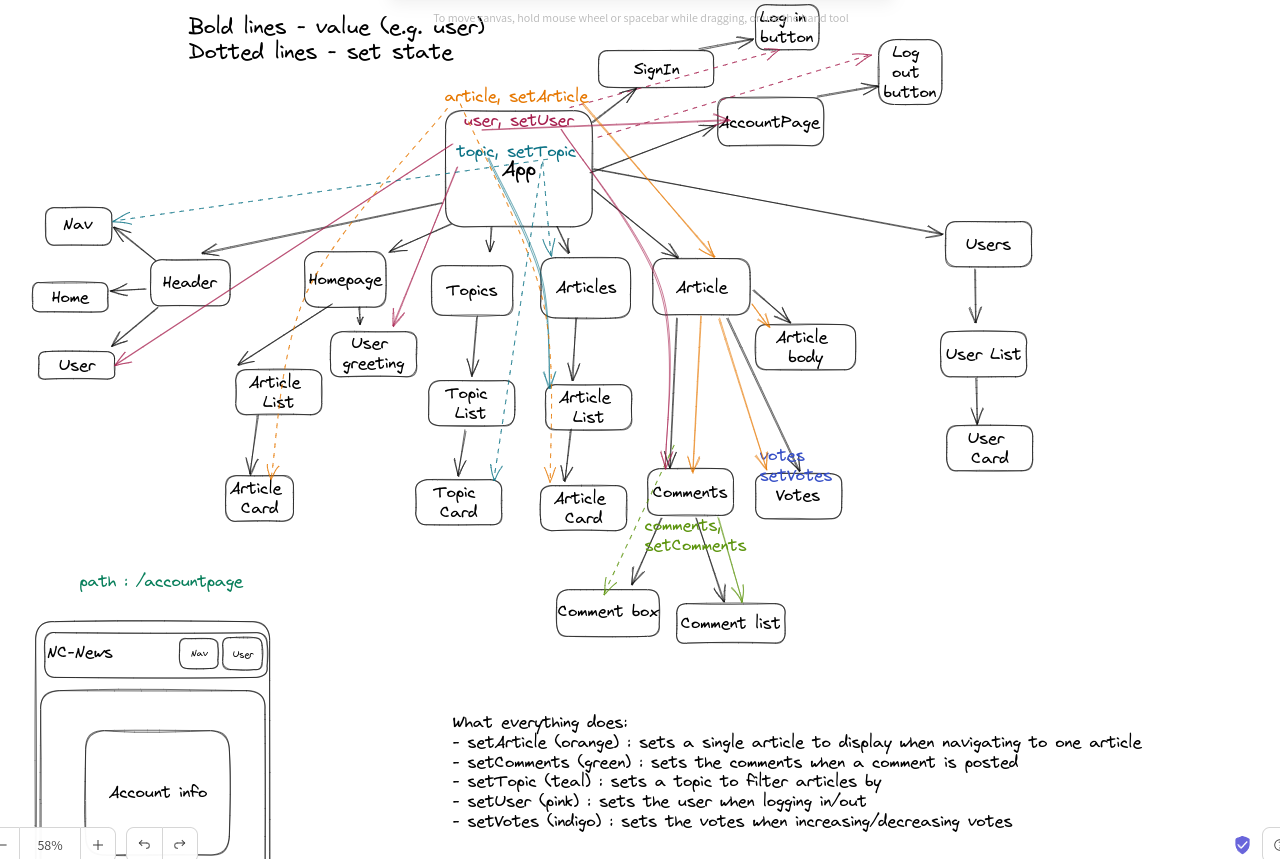 To move canvas, hold mouse wheel or spacebar while dragging, or use the hand tool
Bold lines - value (e.g. user)
Dotted lines - set state
Log in
button
SignIn
Log
out
button
article, setArticle
user, setUser
AccountPage
topic, setTopic
App
Nav
Users
Header
Homepage
Topics
Articles
Article
Home
User
User
greeting
Article
body
User List
Article
List
Topic
List
Article
List
User
Card
votes
setVotes
Votes
Article
Card
Topic
Card
Article
Card
Comments
comments,
setComments
path : /accountpage
Comment box
Comment list
NC-News
Nav
User
Account info
What everything does:
- setArticle (orange) : sets a single article to display when navigating to one article
- setComments (green) : sets the comments when a comment is posted
- setTopic (teal) : sets a topic to filter articles by
- setUser (pink) : sets the user when logging in/out
- setVotes (indigo) : sets the votes when increasing/decreasing votes
58%